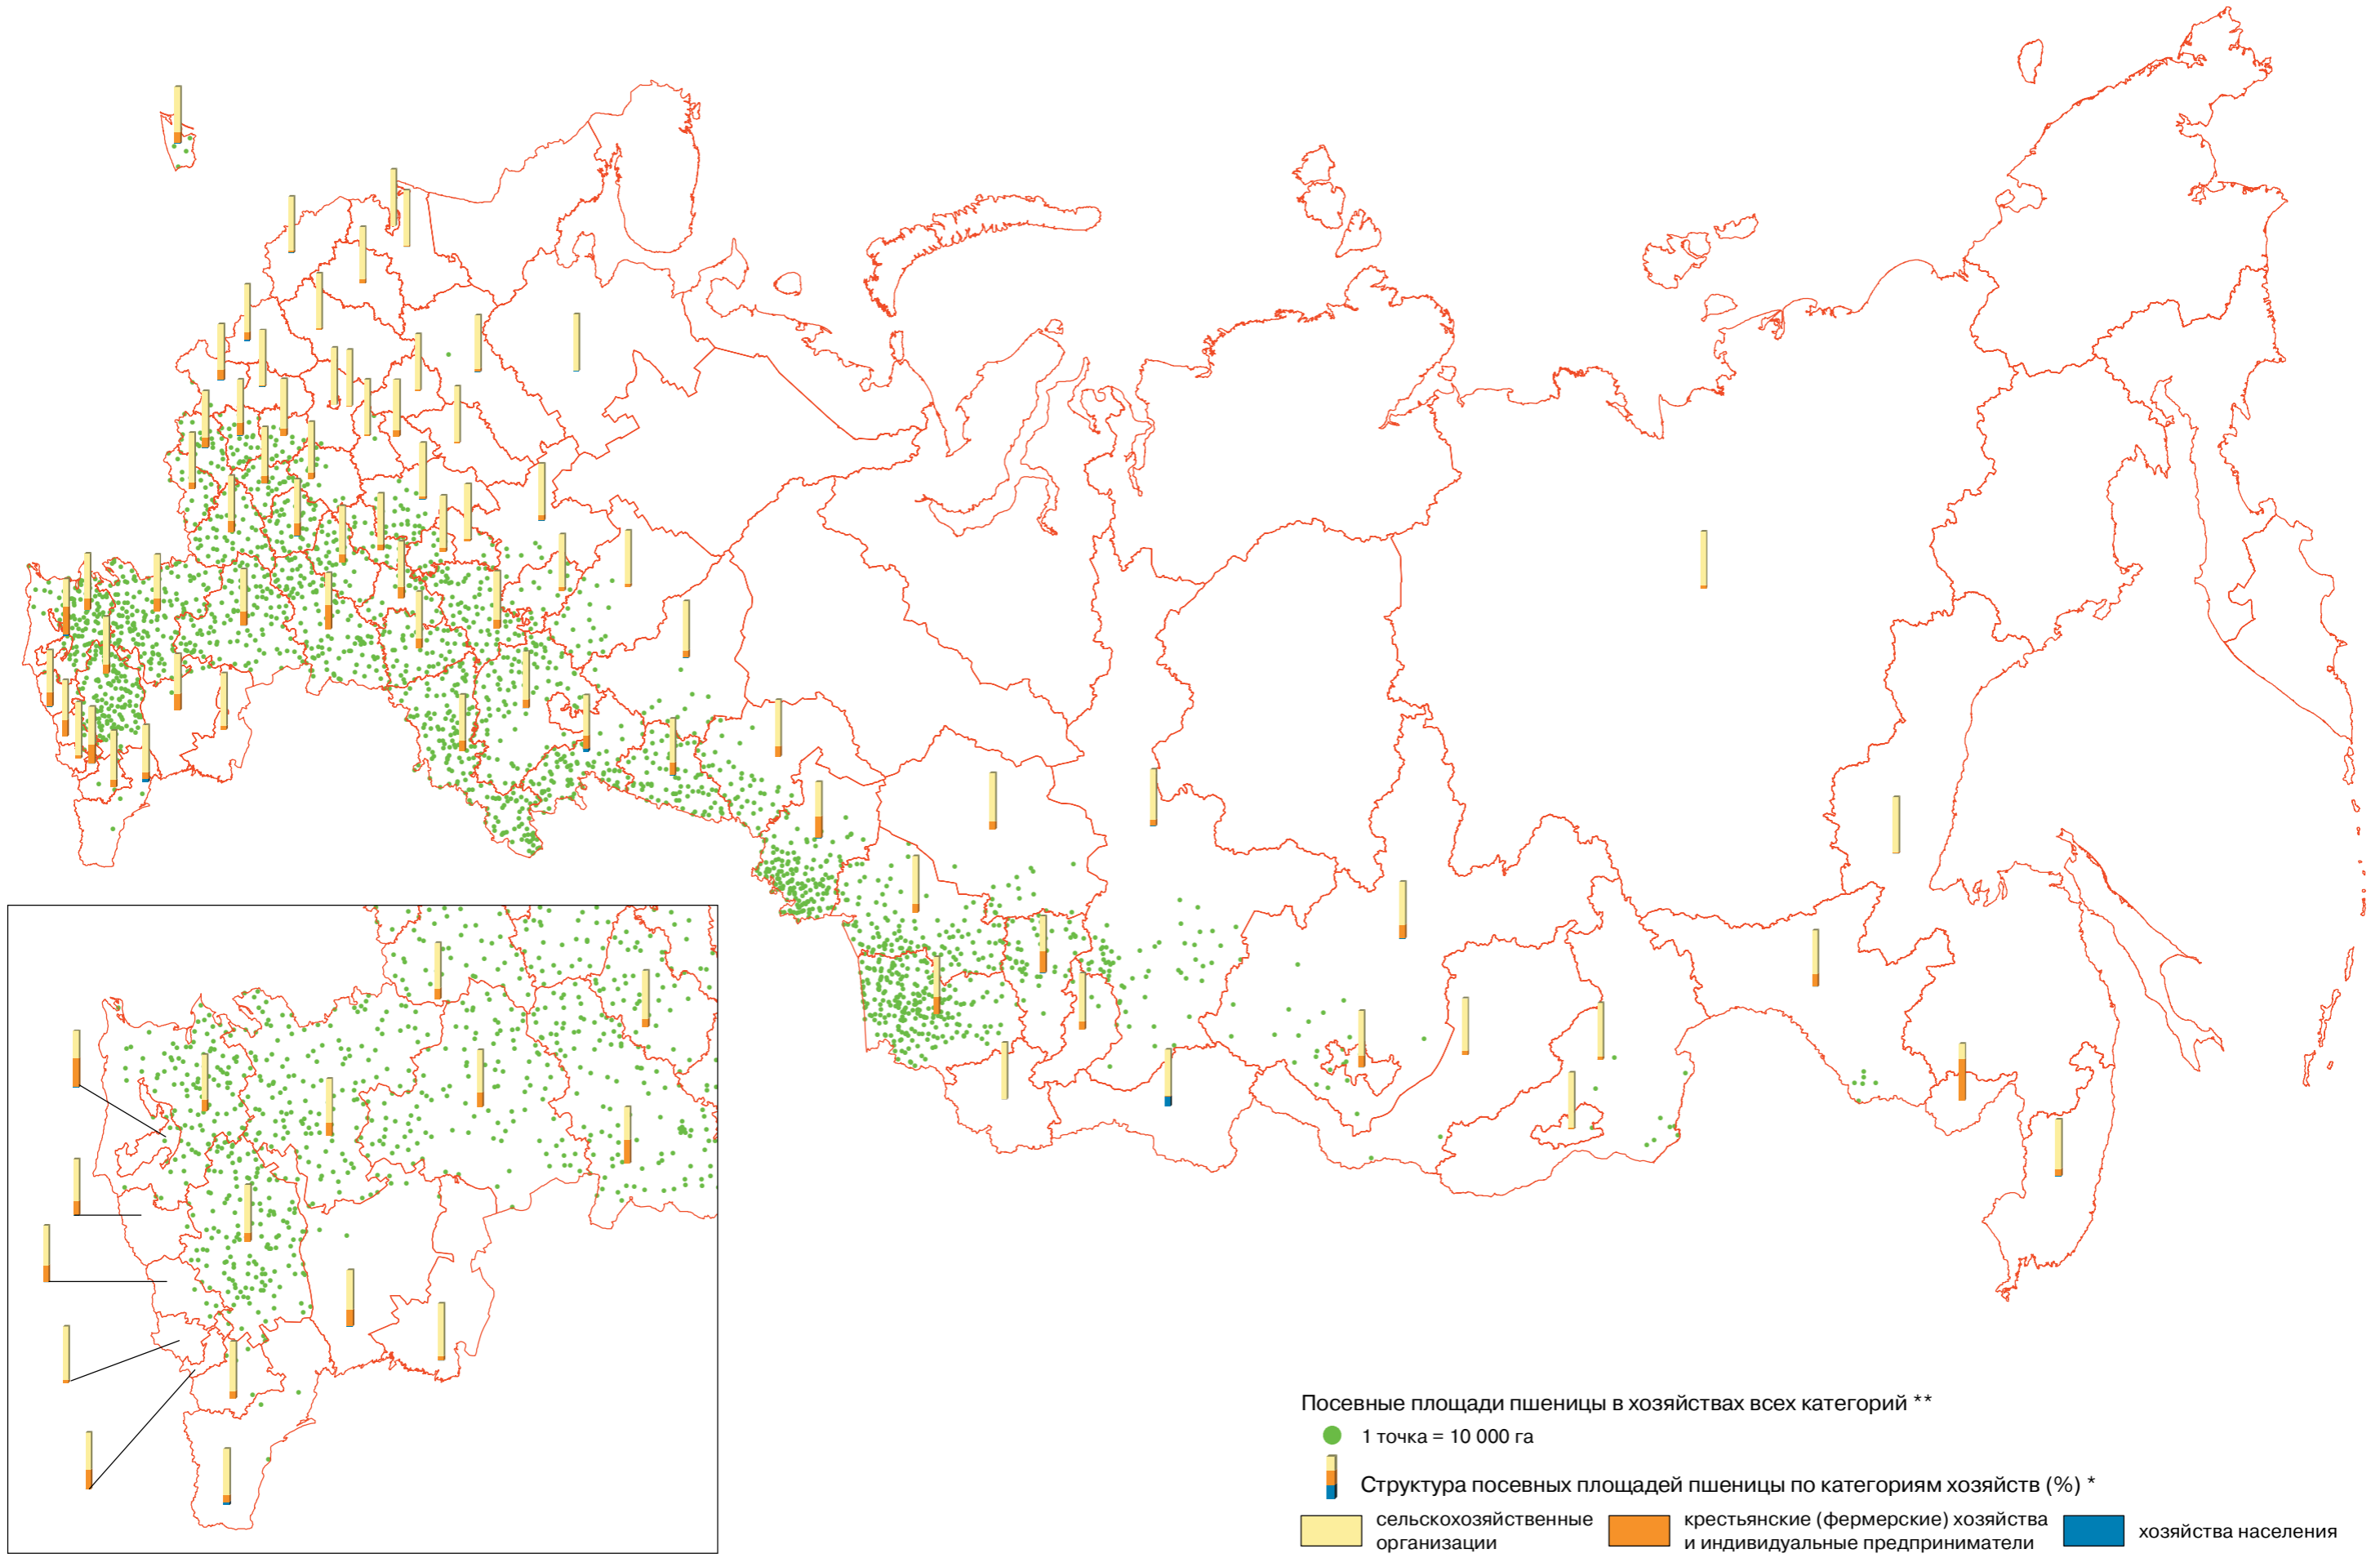 Посевные площади пшеницы в хозяйствах всех категорий **
1 точка = 10 000 га
Структура посевных площадей пшеницы по категориям хозяйств (%) *
сельскохозяйственные
организации
крестьянские (фермерские) хозяйства
и индивидуальные предприниматели
хозяйства населения